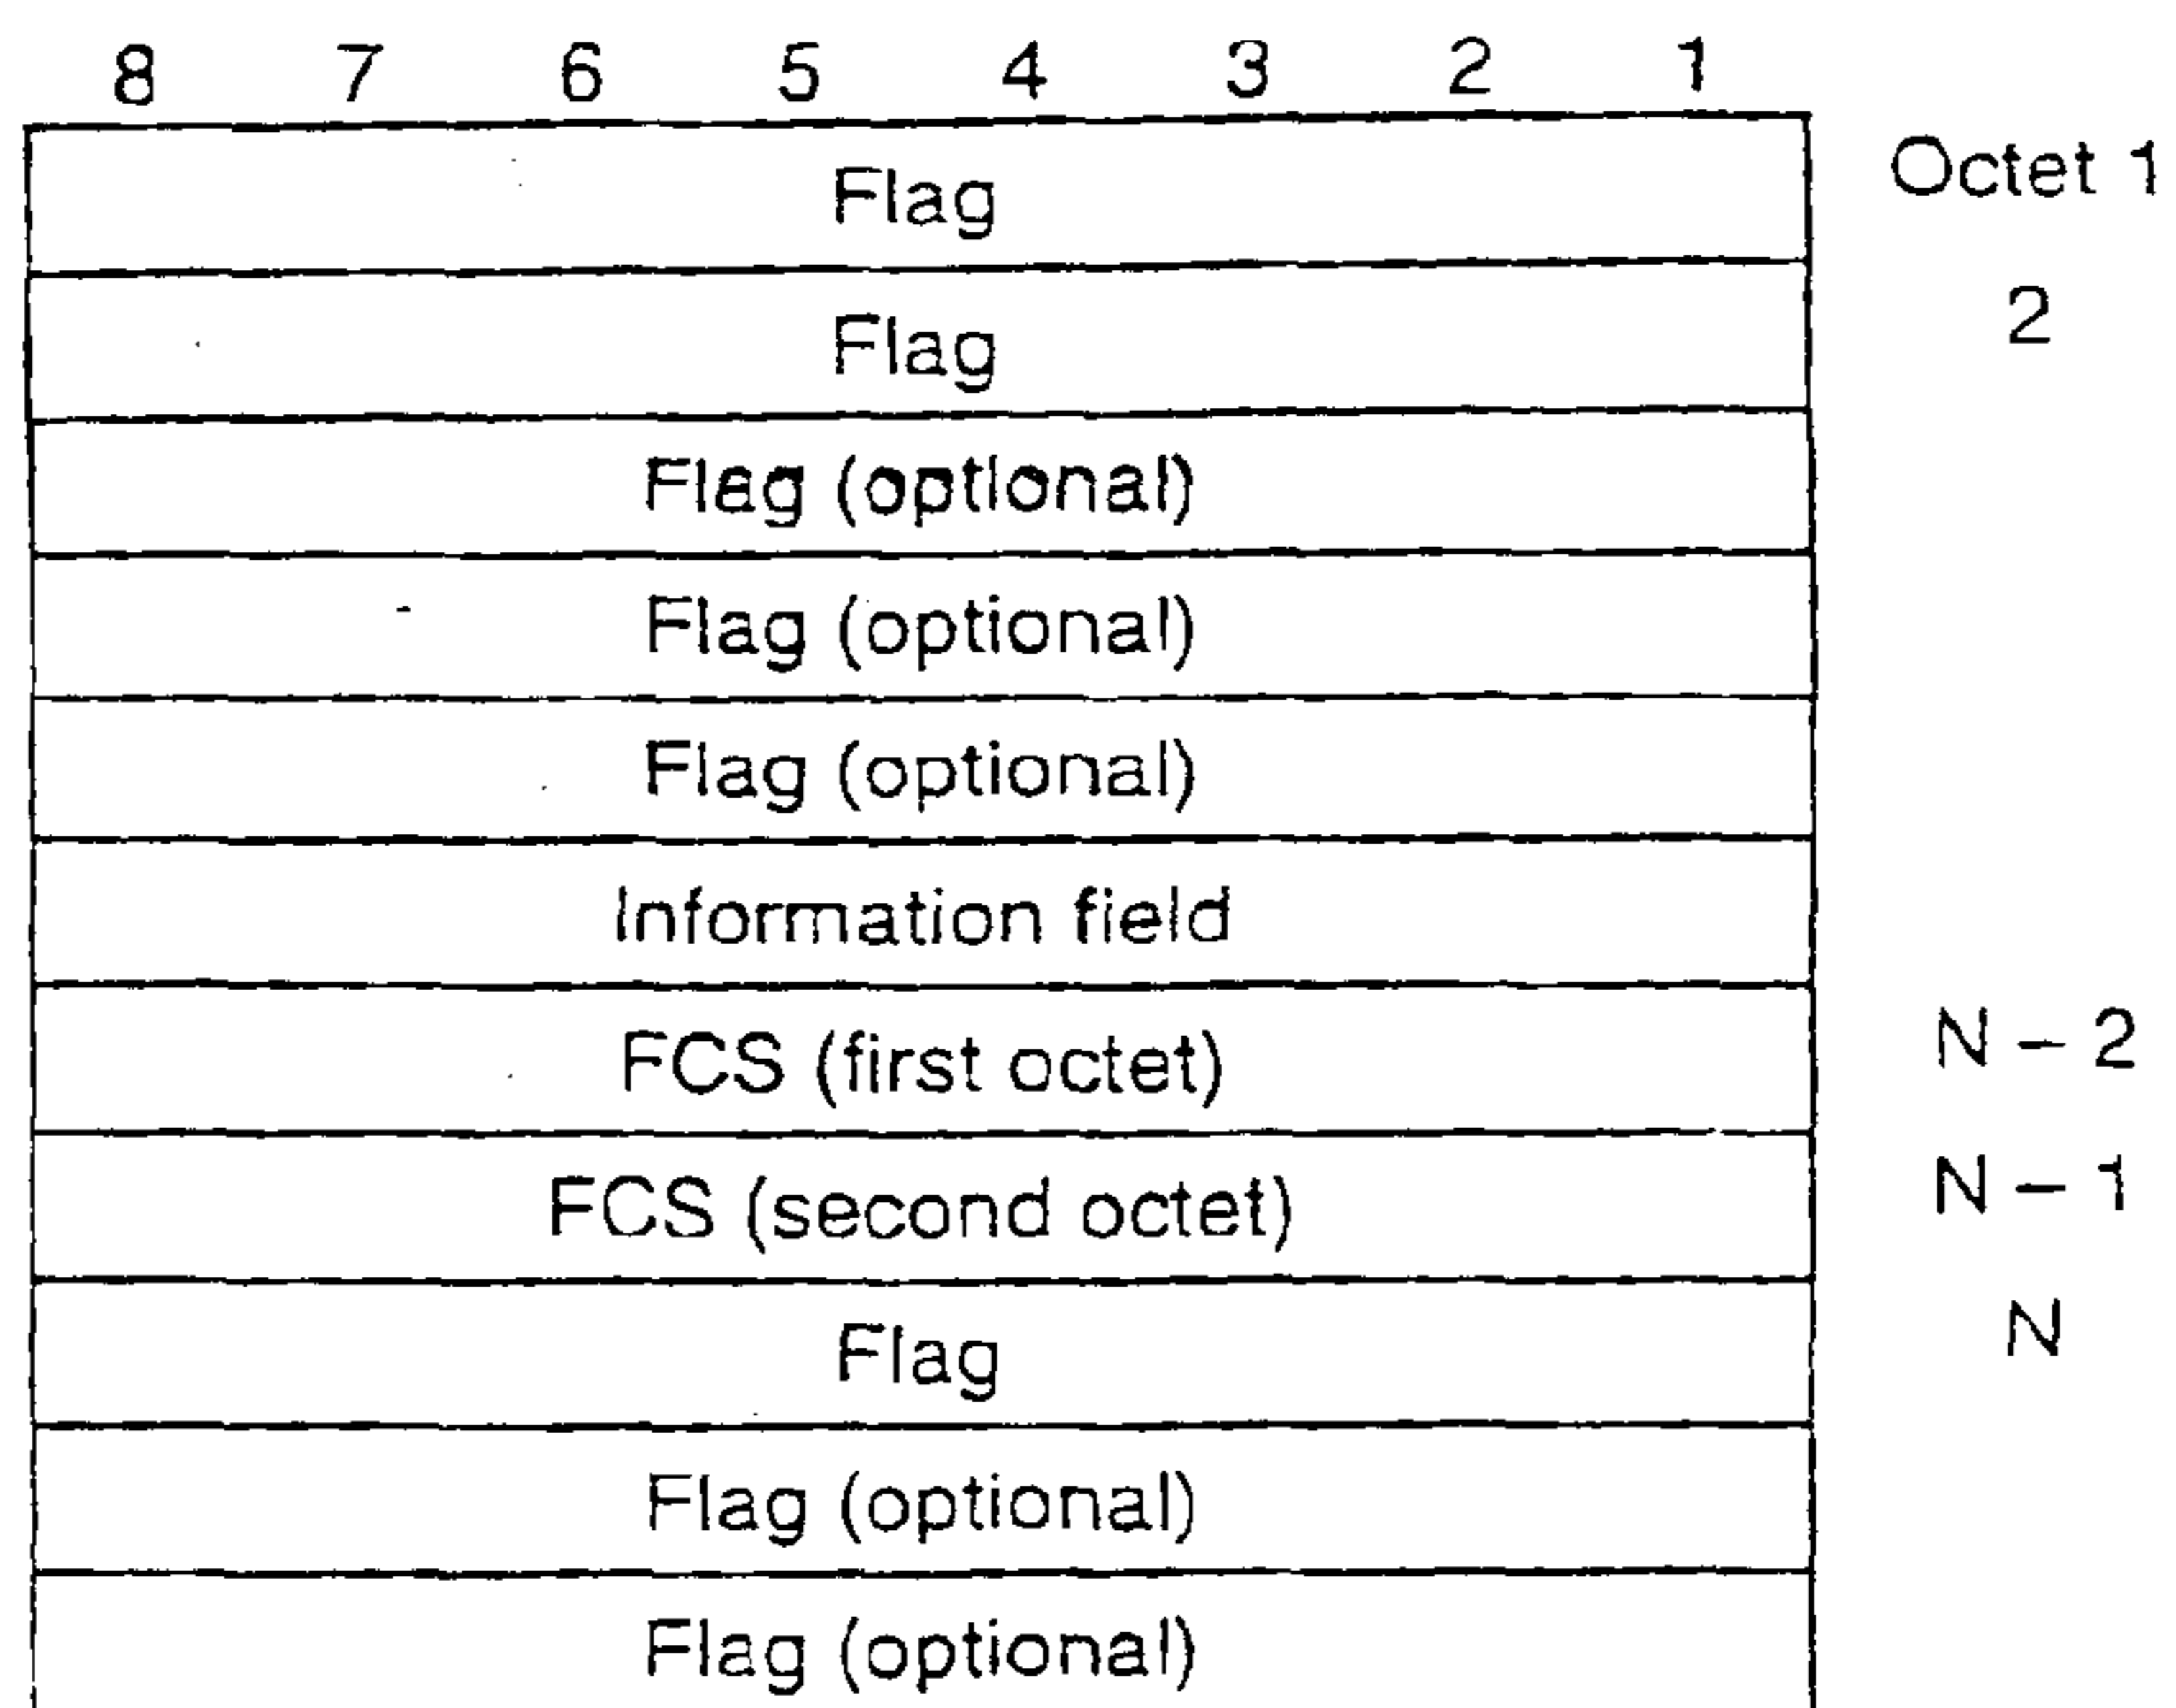 8 7 6 5 4 3 2 1
Flag Octet 1
Flag 2
Flag (optional)
Flag (optional)
Flag (optional)
Information field
FCS (first octet) N – 2
FCS (second octet) N – 1
Flag N
Flag (optional)
Flag (optional)